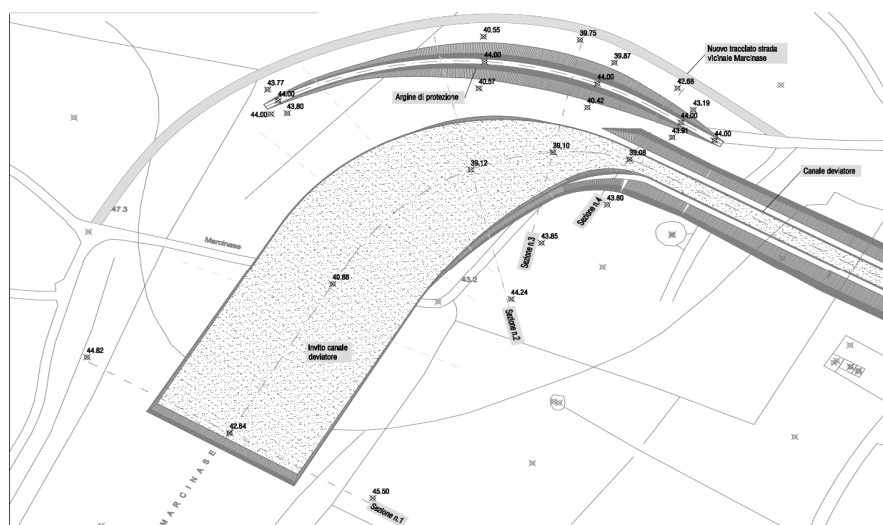 40.55
39.75
Nuovo tracciato strada
vicinale Marcinase
44.00
39.87
43.77
44.00
42.68
44.00
Argine di protezione
40.57
40.42
43.19
44.00
43.80
44.00
43.91
44.00
39,10
39.08
39,12
Canale deviatore
47.3
43.80
Sezione n.4
Marcinase
43.85
Sezione n.3
40.88
43.2
44.24
Sezione n.2
Invito canale
deviatore
44.82
42.64
MARCINASE
45.50
Sezione n.1